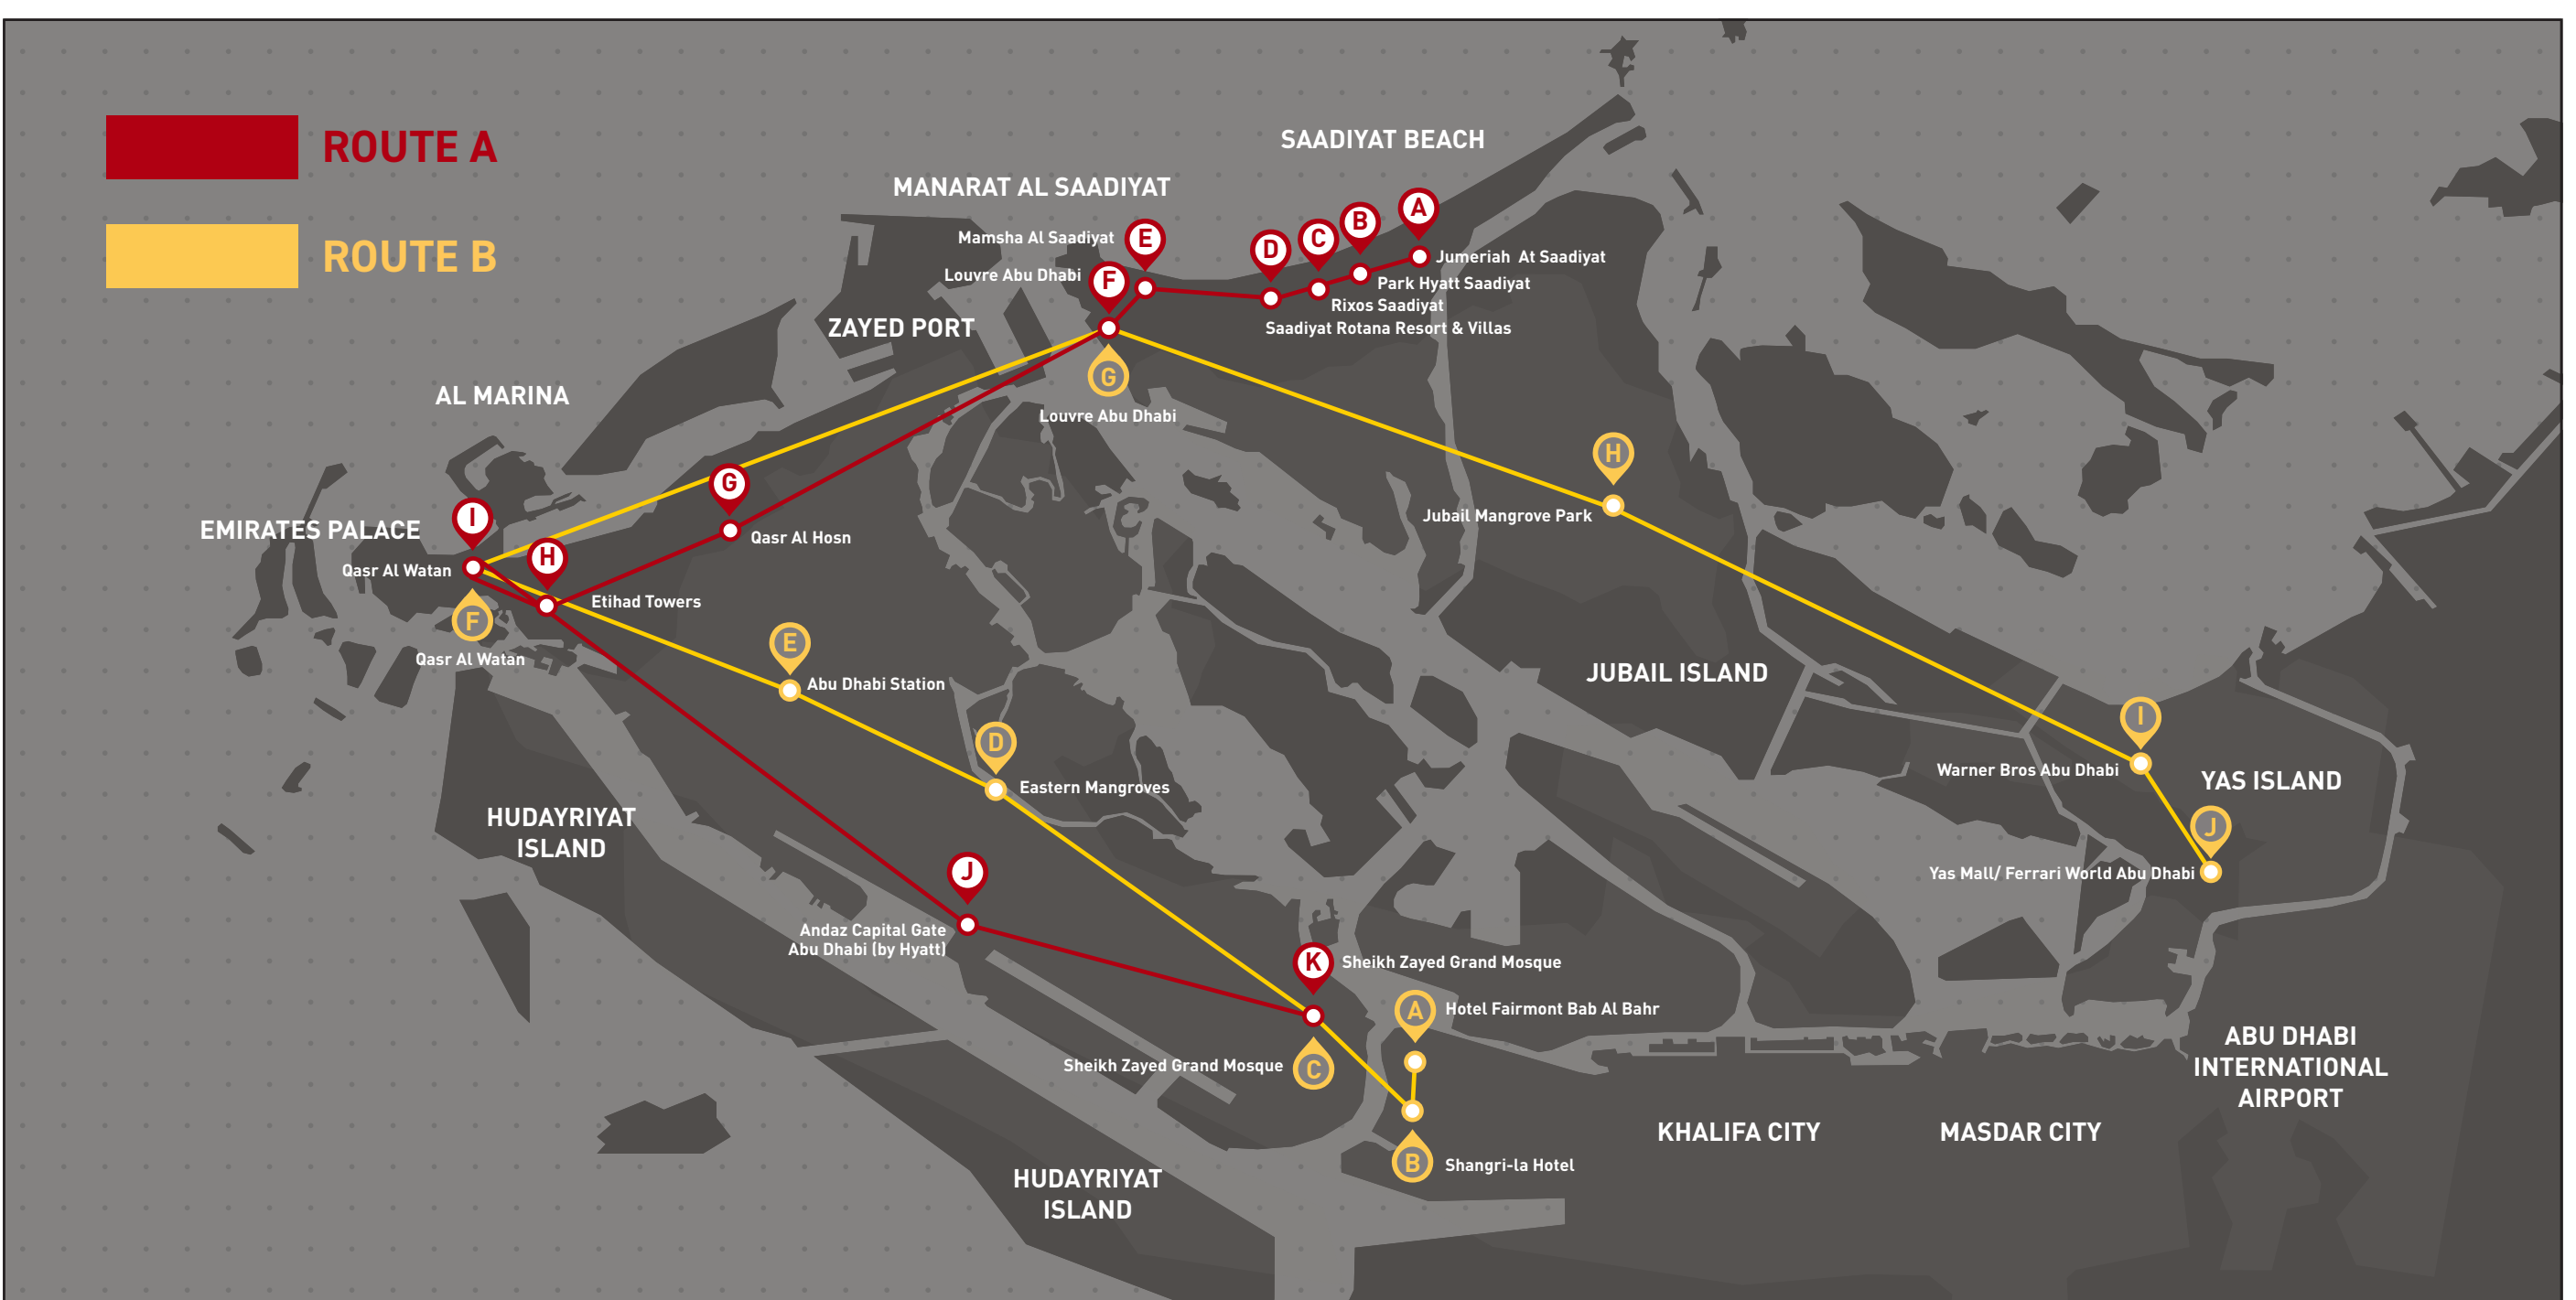 ROUTE A
ROUTE B
SAADIYAT BEACH
MANARAT AL SAADIYAT
A
B
C
D
E
Mamsha Al Saadiyat
Jumeriah At Saadiyat
Louvre Abu Dhabi
F
Park Hyatt Saadiyat
Rixos Saadiyat
Saadiyat Rotana Resort & Villas
ZAYED PORT
G
Louvre Abu Dhabi
AL MARINA
H
Jubail Mangrove Park
G
Qasr Al Hosn
EMIRATES PALACE
I
H
Qasr Al Watan
Etihad Towers
F
Qasr Al Watan
E
Abu Dhabi Station
JUBAIL ISLAND
D
Eastern Mangroves
I
Warner Bros Abu Dhabi
YAS ISLAND
J
Yas Mall/ Ferrari World Abu Dhabi
HUDAYRIYAT
ISLAND
J
Andaz Capital Gate
Abu Dhabi (by Hyatt)
K
Sheikh Zayed Grand Mosque
A
Hotel Fairmont Bab Al Bahr
Sheikh Zayed Grand Mosque
C
ABU DHABI
INTERNATIONAL
AIRPORT
KHALIFA CITY
MASDAR CITY
B
Shangri-la Hotel
HUDAYRIYAT
ISLAND